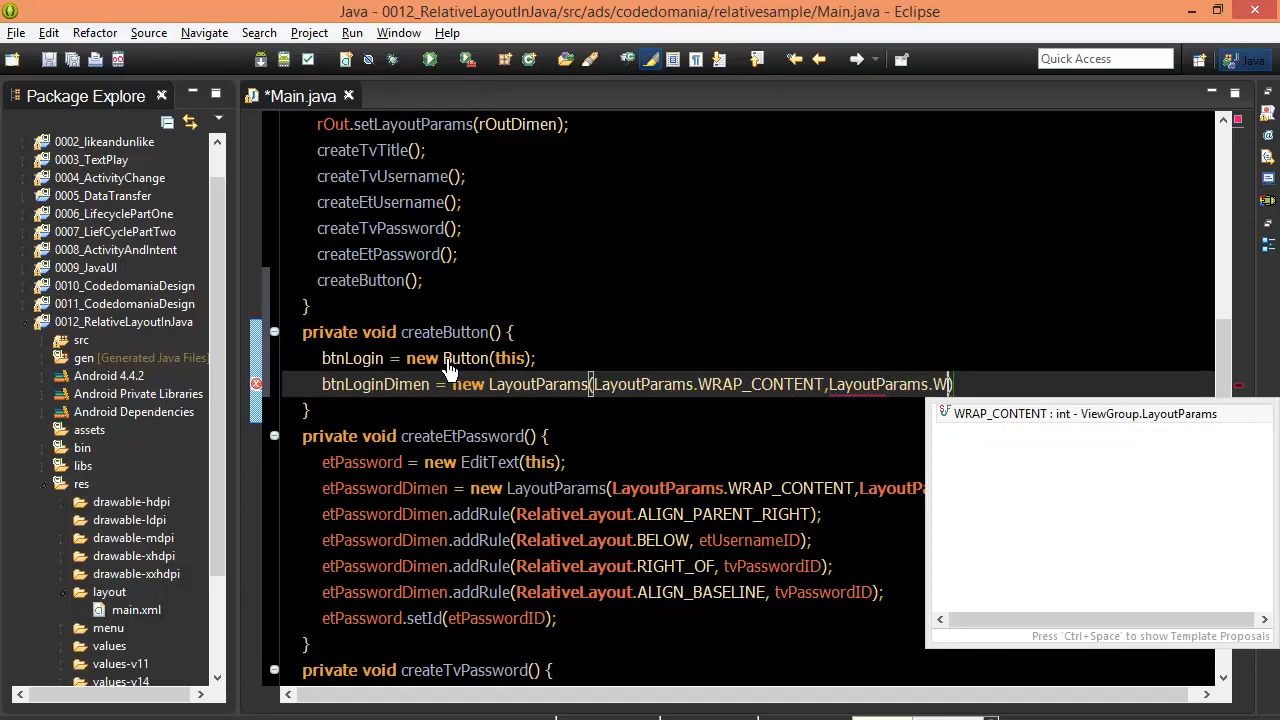 Java - 0012_RelativeLayoutInJava/src/ads/codedomania/relativesample/Main.java - Eclipse
File Edit Refactor Source Navigate Search Project Run Window Help
Quick Access
Java
Package Explore
*Main.java
0002_likeandunlike
0003_TextPlay
0004_ActivityChange
0005_DataTransfer
0006_LifecyclePartOne
0007_LiefCyclePartTwo
0008_ActivityAndIntent
0009_JavaUI
0010_CodedomaniaDesign
0011_CodedomaniaDesign
0012_RelativeLayoutInJava
src
gen [Generated Java Files]
Android 4.4.2
Android Private Libraries
Android Dependencies
assets
bin
libs
res
drawable-hdpi
drawable-ldpi
drawable-mdpi
drawable-xhdpi
drawable-xxhdpi
layout
main.xml
menu
values
values-v11
values-v14
rOut.setLayoutParams(rOutDimen);
createTvTitle();
createTvUsername();
createEtUsername();
createTvPassword();
createEtPassword();
createButton();
}
private void createButton() {
btnLogin = new Button(this);
btnLoginDimen = new LayoutParams(LayoutParams.WRAP_CONTENT,LayoutParams.W)
}
private void createEtPassword() {
etPassword = new EditText(this);
etPasswordDimen = new LayoutParams(LayoutParams.WRAP_CONTENT,LayoutPa
etPasswordDimen.addRule(RelativeLayout.ALIGN_PARENT_RIGHT);
etPasswordDimen.addRule(RelativeLayout.BELOW, etUsernameID);
etPasswordDimen.addRule(RelativeLayout.RIGHT_OF, tvPasswordID);
etPasswordDimen.addRule(RelativeLayout.ALIGN_BASELINE, tvPasswordID);
etPassword.setId(etPasswordID);
}
private void createTvPassword() {
WRAP_CONTENT : int - ViewGroup.LayoutParams
Press 'Ctrl+Space' to show Template Proposals